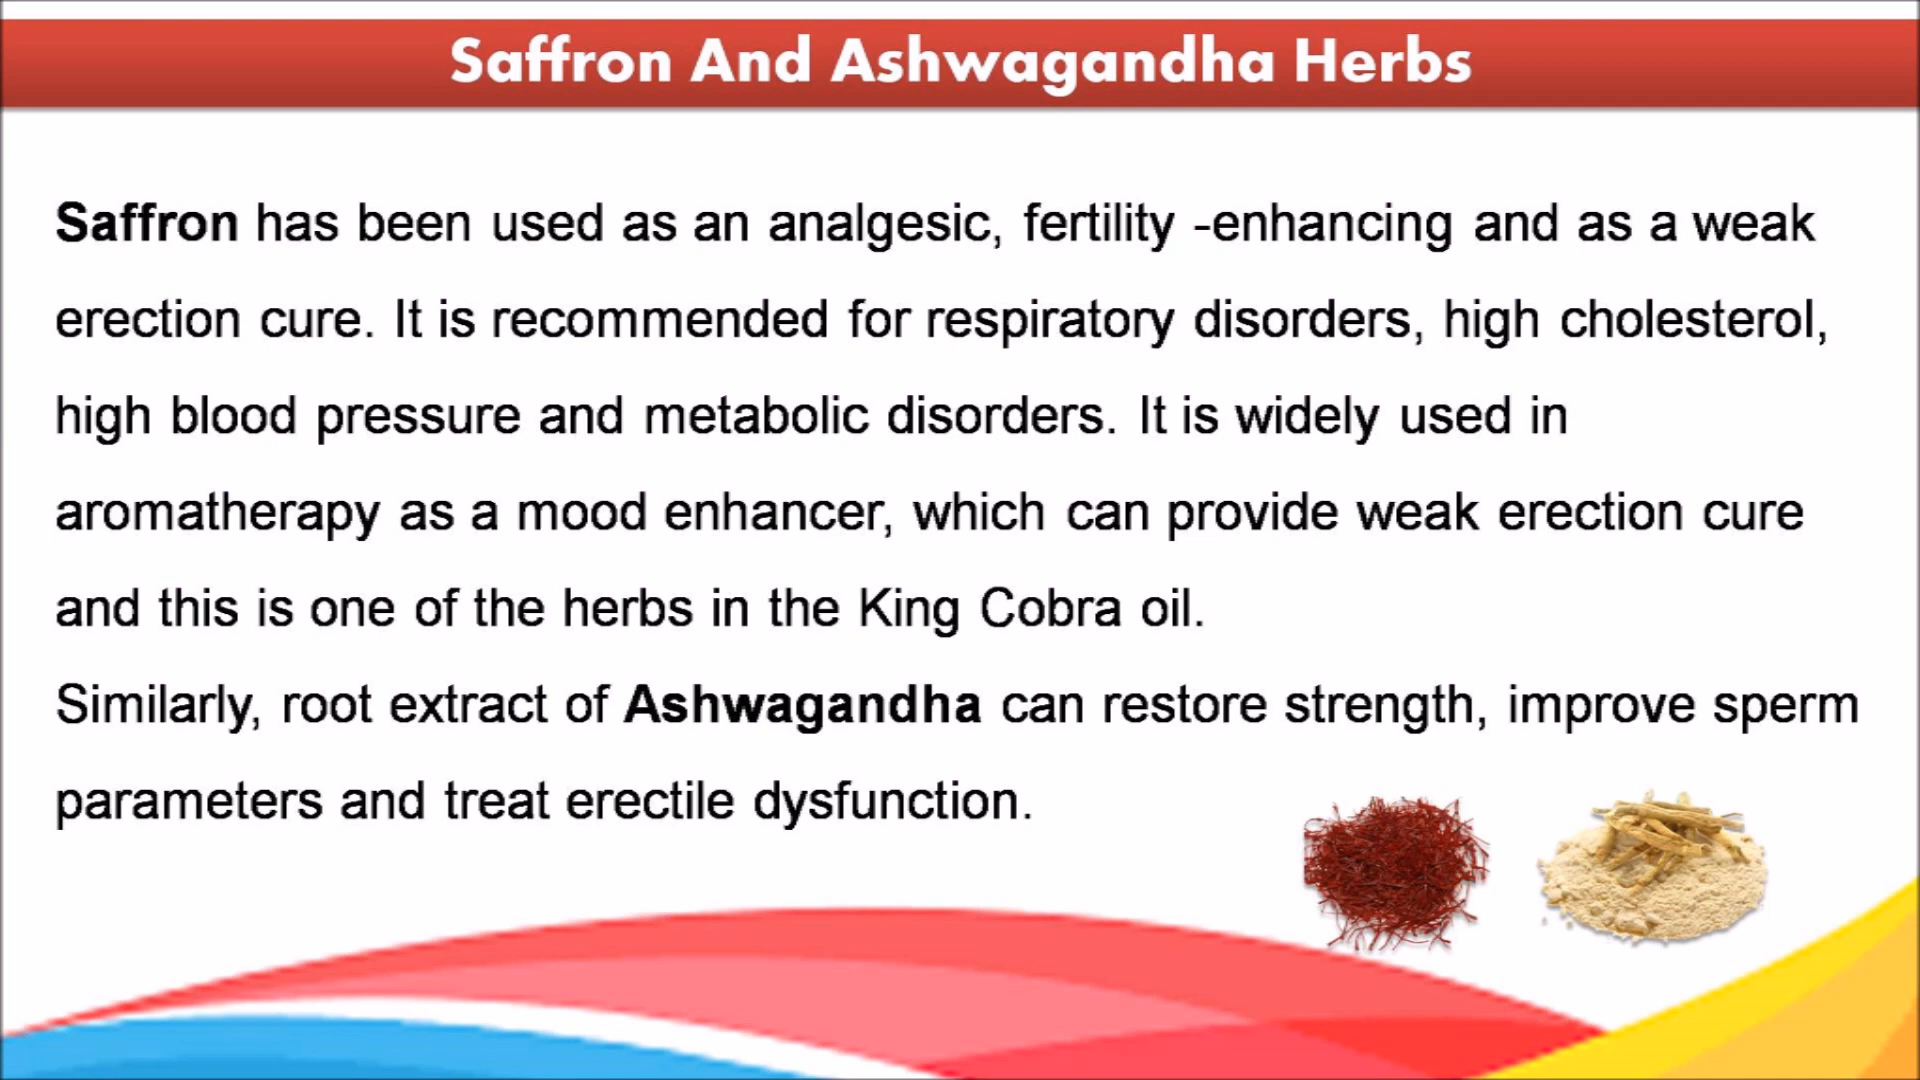 Saffron And Ashwagandha Herbs
Saffron has been used as an analgesic, fertility -enhancing and as a weak
erection cure. It is recommended for respiratory disorders, high cholesterol,
high blood pressure and metabolic disorders. It is widely used in
aromatherapy as a mood enhancer, which can provide weak erection cure
and this is one of the herbs in the King Cobra oil.
Similarly, root extract of Ashwagandha can restore strength, improve sperm
parameters and treat erectile dysfunction.